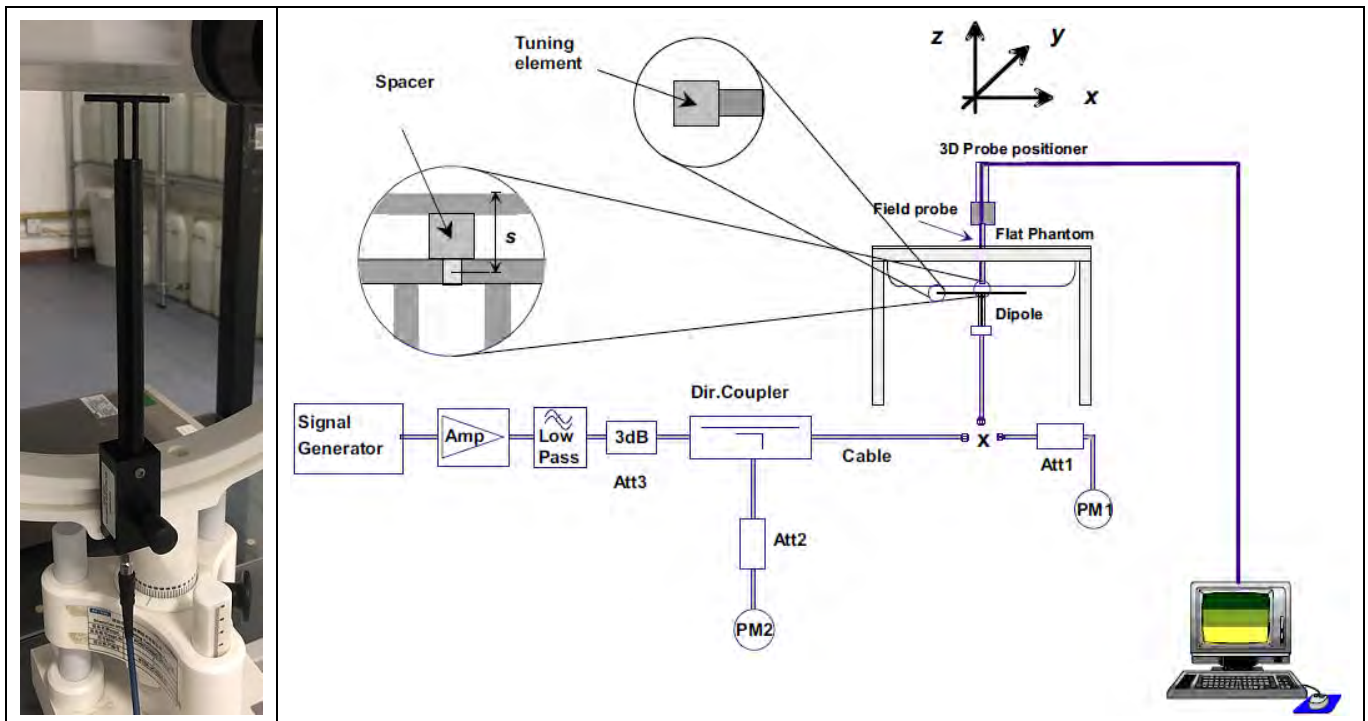 Tuning
element
Spacer
s
z
y
x
3D Probe positioner
Field probe
Flat Phantom
Dipole
Dir.Coupler
Signal
Generator
Amp
Low
Pass
3dB
Att3
Cable
x
Att1
PM1
Att2
PM2